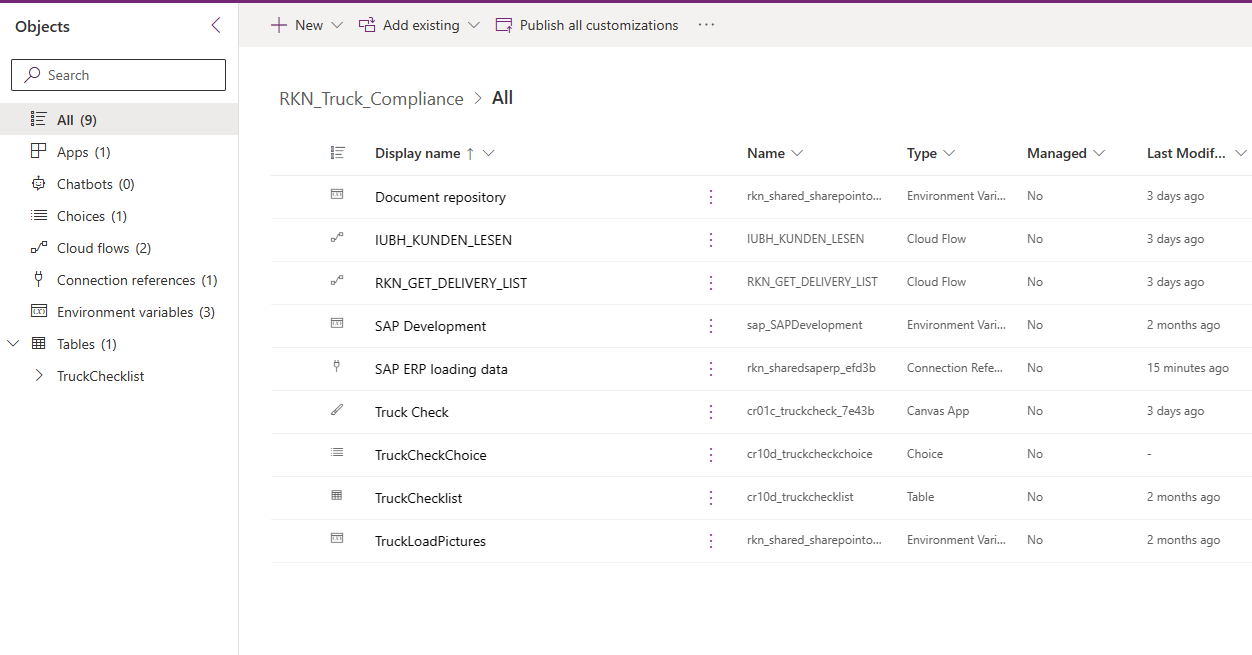 Objects
New
Add existing
Publish all customizations
···
Search
RKN_Truck_Compliance > All
All (9)
Apps (1)
Chatbots (0)
Choices (1)
Cloud flows (2)
Connection references (1)
Environment variables (3)
Tables (1)
TruckChecklist
Display name ↑ Name Type Managed Last Modif...
Document repository rkn_shared_sharepointo... Environment Vari... No 3 days ago
IUBH_KUNDEN_LESEN IUBH_KUNDEN_LESEN Cloud Flow No 3 days ago
RKN_GET_DELIVERY_LIST RKN_GET_DELIVERY_LIST Cloud Flow No 3 days ago
SAP Development sap_SAPDevelopment Environment Vari... No 2 months ago
SAP ERP loading data rkn_sharedsaperp_efd3b Connection Refe... No 15 minutes ago
Truck Check cr01c_truckcheck_7e43b Canvas App No 3 days ago
TruckCheckChoice cr10d_truckcheckchoice Choice No -
TruckChecklist cr10d_truckchecklist Table No 2 months ago
TruckLoadPictures rkn_shared_sharepointo... Environment Vari... No 2 months ago